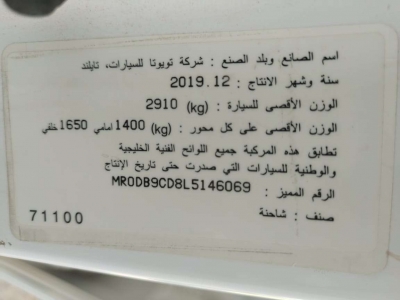 اسم الصانع وبلد الصنع : شركة تويوتا للسيارات، تايلند
سنة وشهر الانتاج : 2019.12
الوزن الأقصى للسيارة : (kg) 2910
الوزن الأقصى على كل محور : (kg) 1400 امامي 1650 خلفي
تطابق هذه المركبة جميع اللوائح الفنية الخليجية
والوطنية للسيارات التي صدرت حتى تاريخ الإنتاج
الرقم المميز : MR0DB9CD8L5146069
صنف : شاحنة
71100